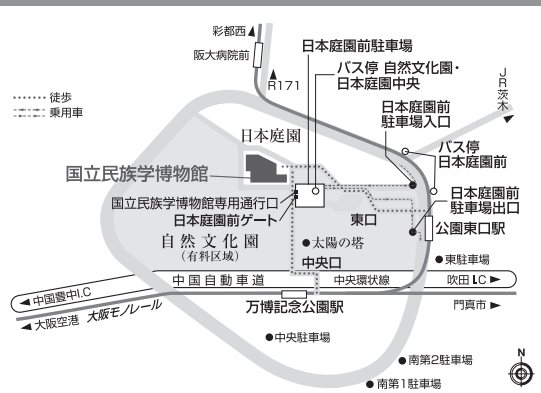 彩都西
阪大病院前
R171
日本庭園前駐車場
バス停 自然文化園・
日本庭園中央
JR茨木
徒歩
乗用車
日本庭園前
駐車場入口
日本庭園
バス停
日本庭園前
国立民族学博物館
国立民族学博物館専用通行口
日本庭園前ゲート
日本庭園前
駐車場出口
東口
公園東口駅
自然文化園
(有料区域)
太陽の塔
中央口
東駐車場
中国自動車道
中央環状線
吹田I.C
中国豊中I.C
大阪空港
大阪モノレール
万博記念公園駅
門真市
中央駐車場
南第2駐車場
南第1駐車場
N